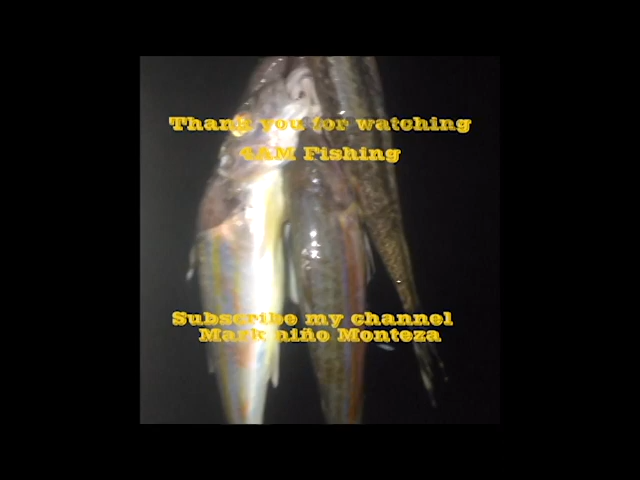 Thank you for watching
4AM Fishing
Subscribe my channel
Mark niño Monteza